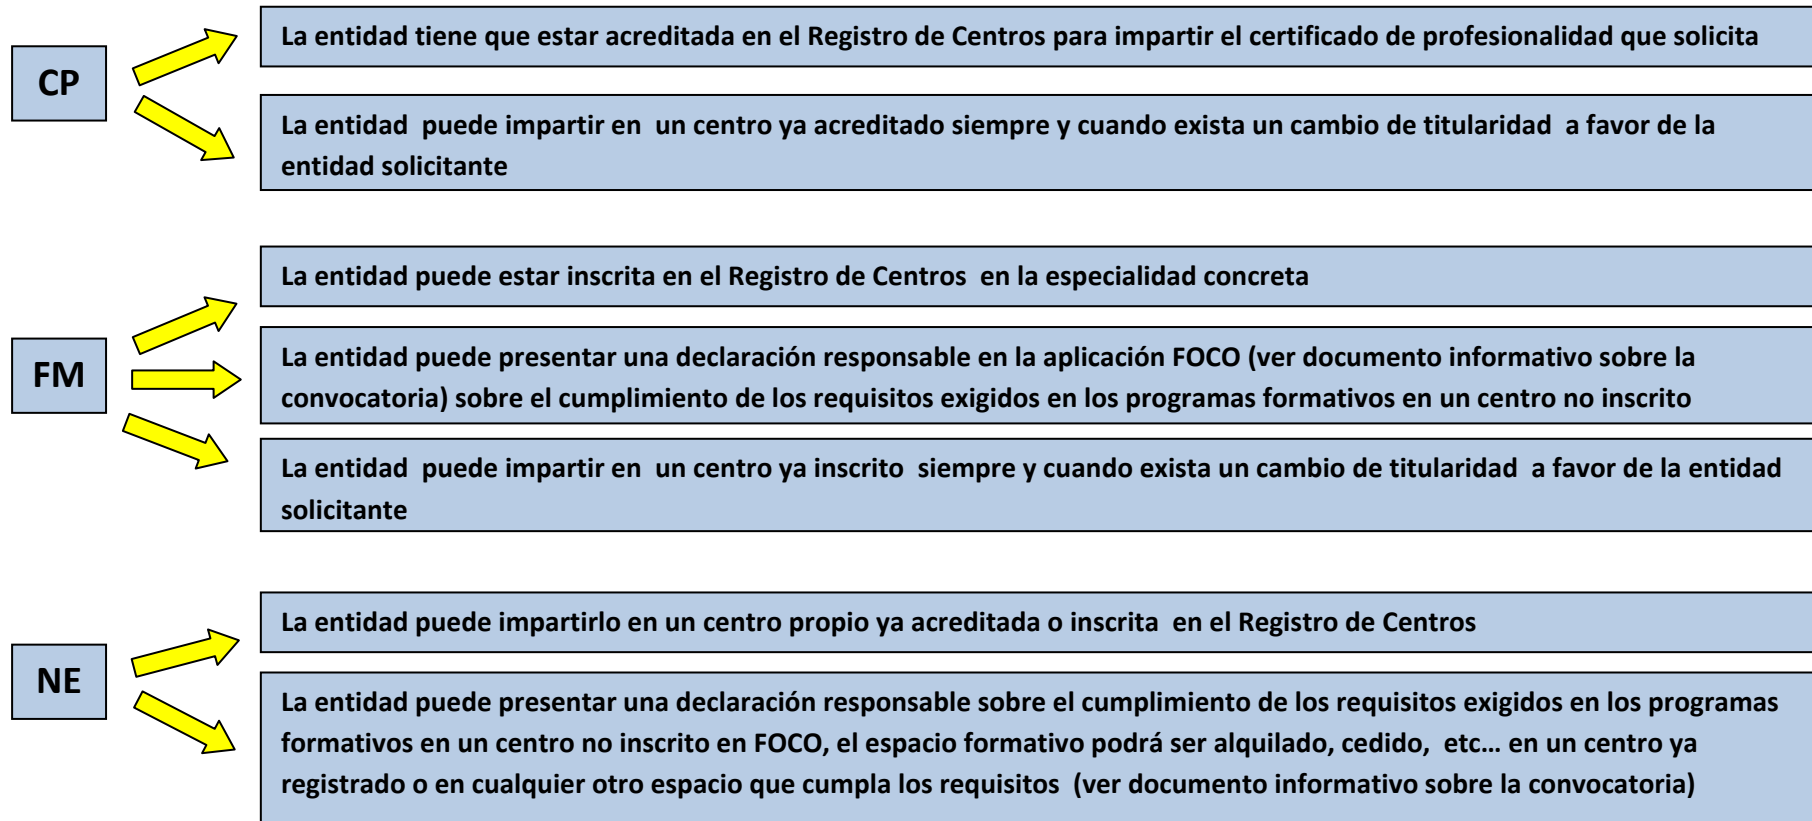 CP
La entidad tiene que estar acreditada en el Registro de Centros para impartir el certificado de profesionalidad que solicita
La entidad puede impartir en un centro ya acreditado siempre y cuando exista un cambio de titularidad a favor de la
entidad solicitante
FM
La entidad puede estar inscrita en el Registro de Centros en la especialidad concreta
La entidad puede presentar una declaración responsable en la aplicación FOCO (ver documento informativo sobre la
convocatoria) sobre el cumplimiento de los requisitos exigidos en los programas formativos en un centro no inscrito
La entidad puede impartir en un centro ya inscrito siempre y cuando exista un cambio de titularidad a favor de la entidad
solicitante
NE
La entidad puede impartirlo en un centro propio ya acreditada o inscrita en el Registro de Centros
La entidad puede presentar una declaración responsable sobre el cumplimiento de los requisitos exigidos en los programas
formativos en un centro no inscrito en FOCO, el espacio formativo podrá ser alquilado, cedido, etc… en un centro ya
registrado o en cualquier otro espacio que cumpla los requisitos (ver documento informativo sobre la convocatoria)